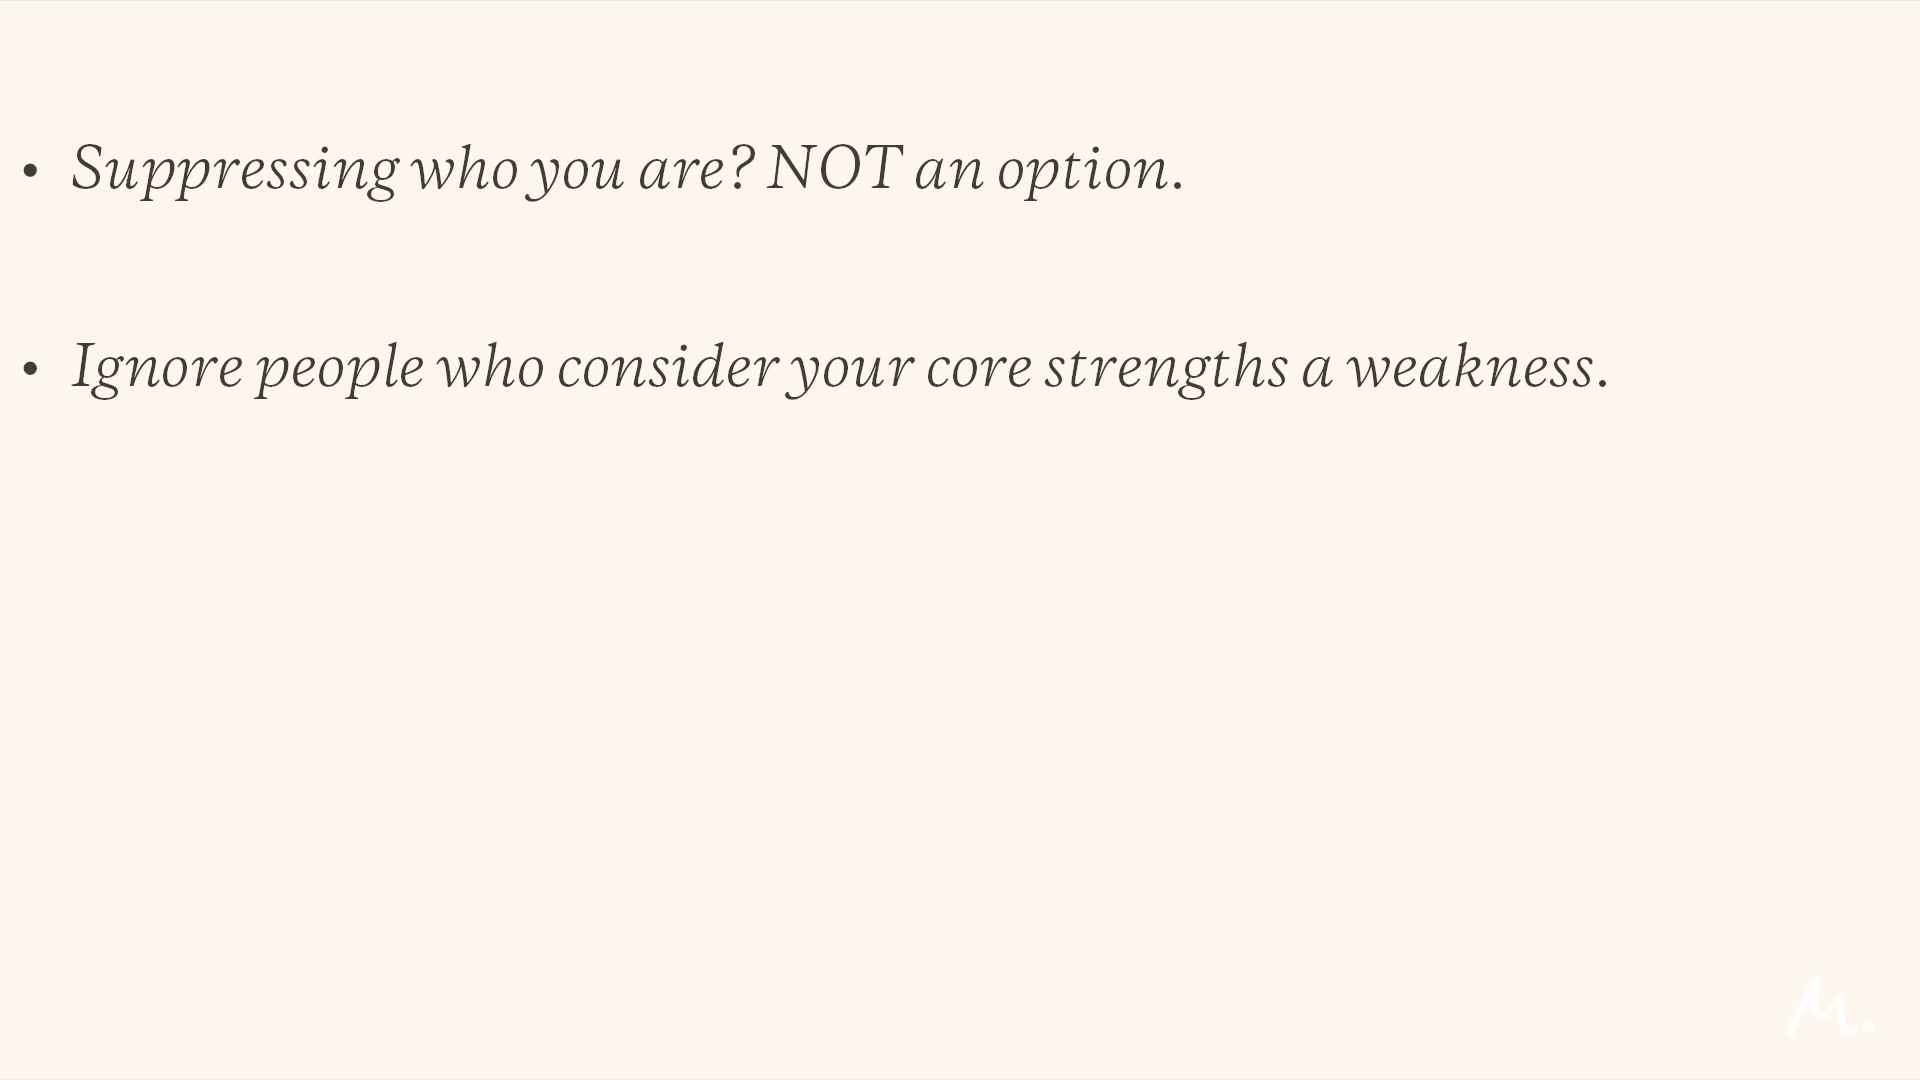 • Suppressing who you are? NOT an option.
• Ignore people who consider your core strengths a weakness.
M.